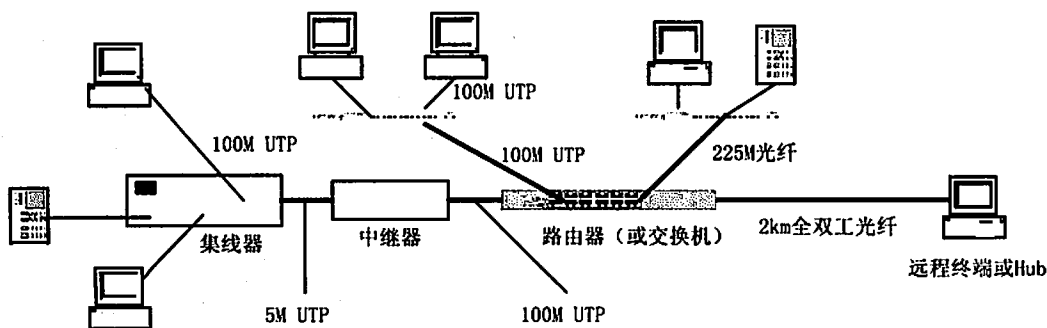 100M UTP
100M UTP
100M UTP
225M光纤
集线器
中继器
路由器（或交换机）
2km全双工光纤
远程终端或Hub
5M UTP
100M UTP